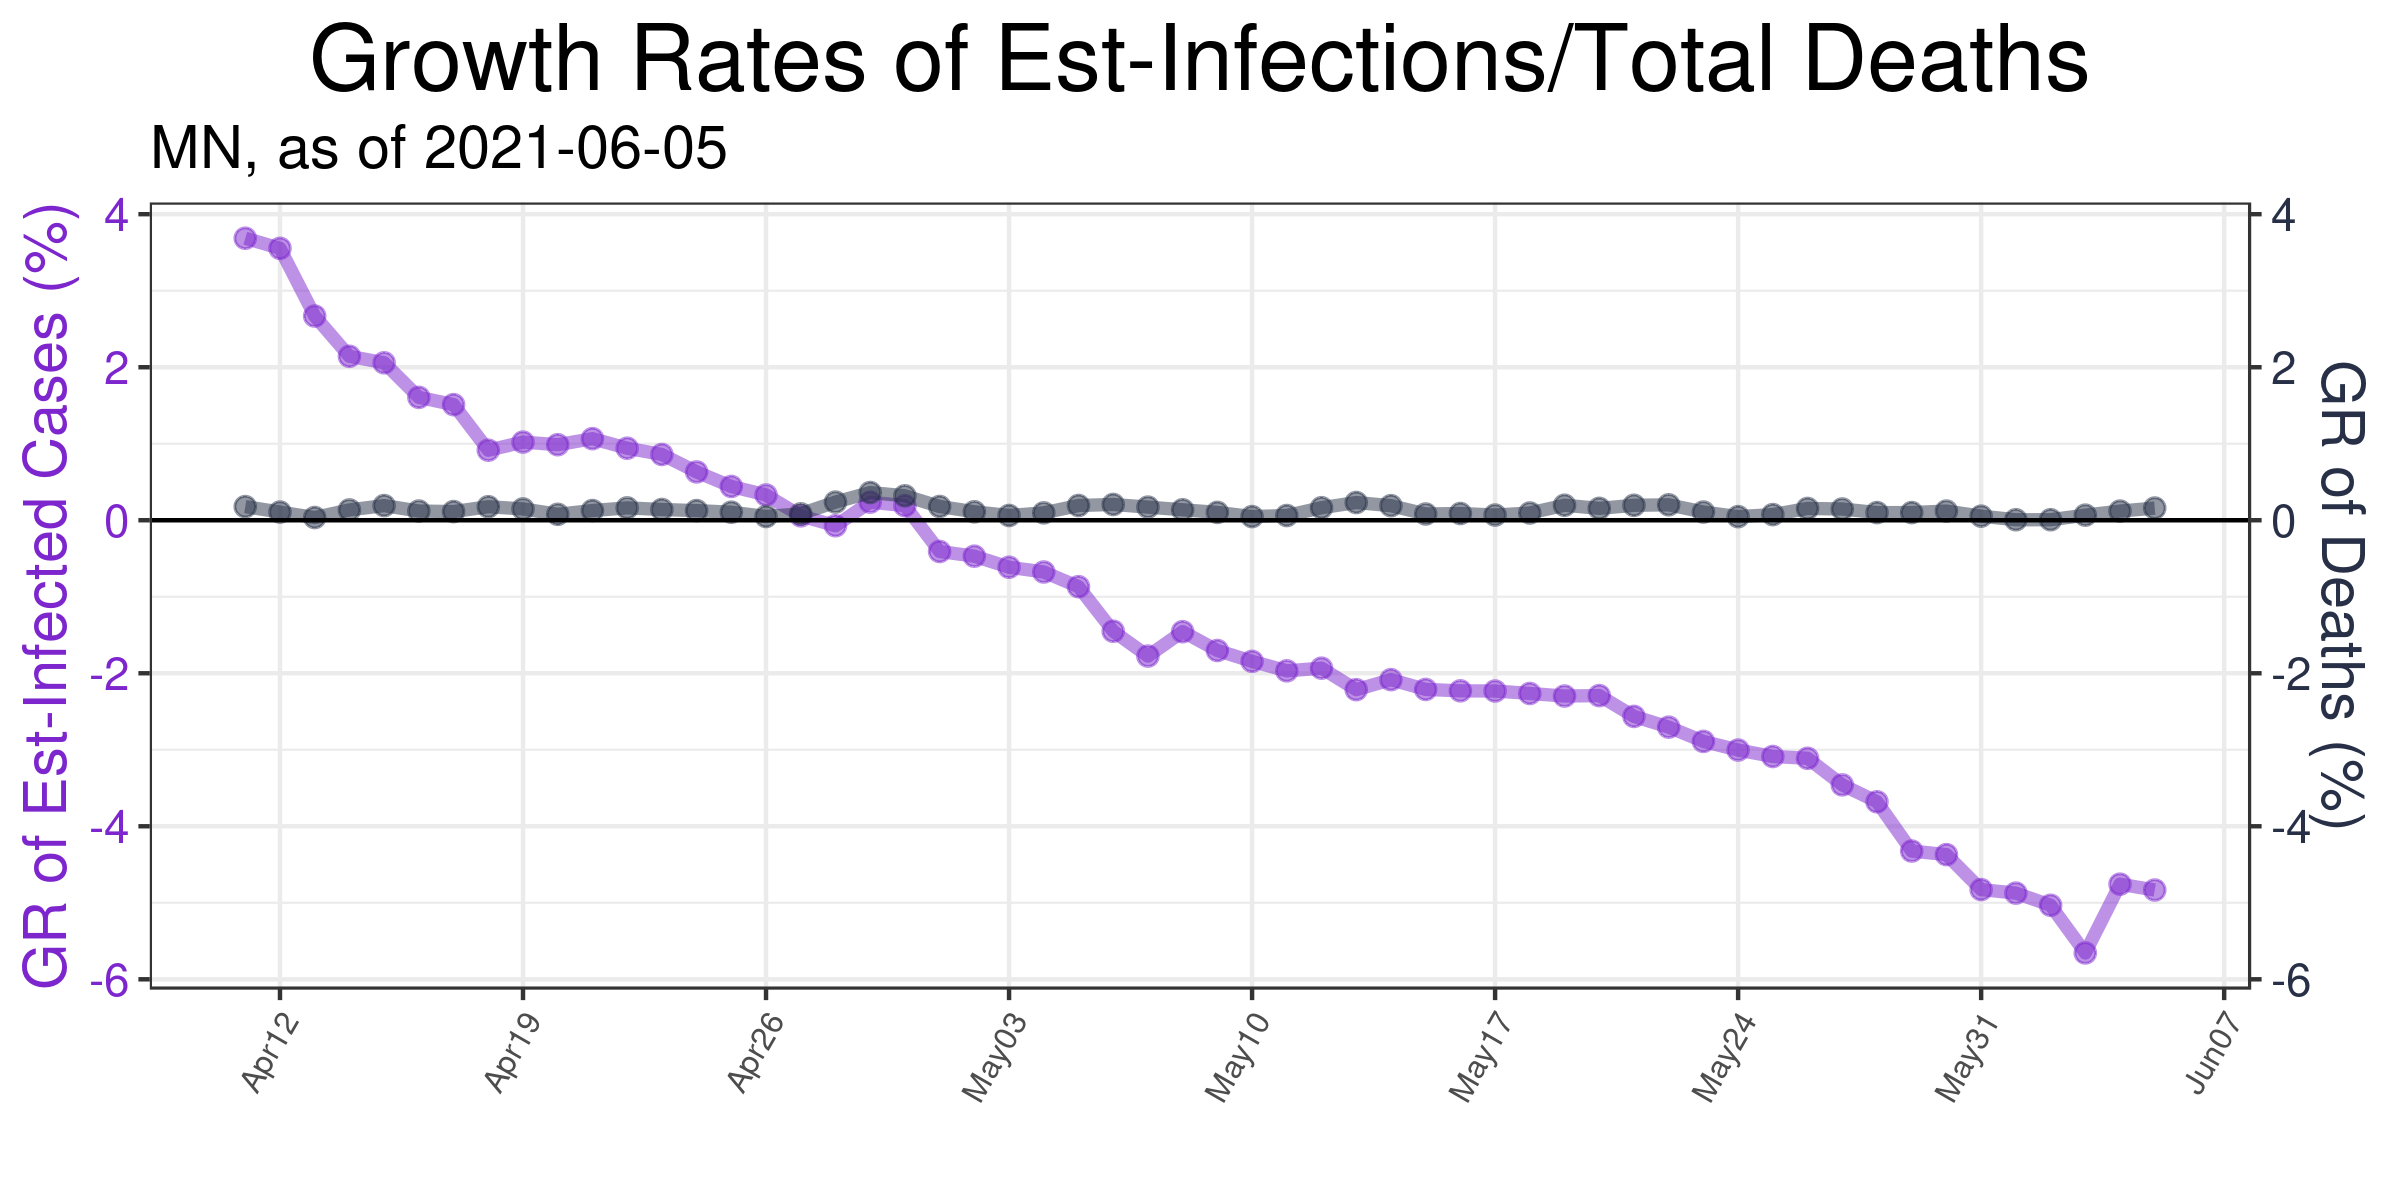 Growth Rates of Est-Infections/Total Deaths
MN, as of 2021-06-05
GR of Est-Infected Cases (%)
4
2
0
-2
-4
-6
4
2
0
-2
-4
-6
GR of Deaths (%)
Apr12
Apr19
Apr26
May03
May10
May17
May24
May31
Jun07